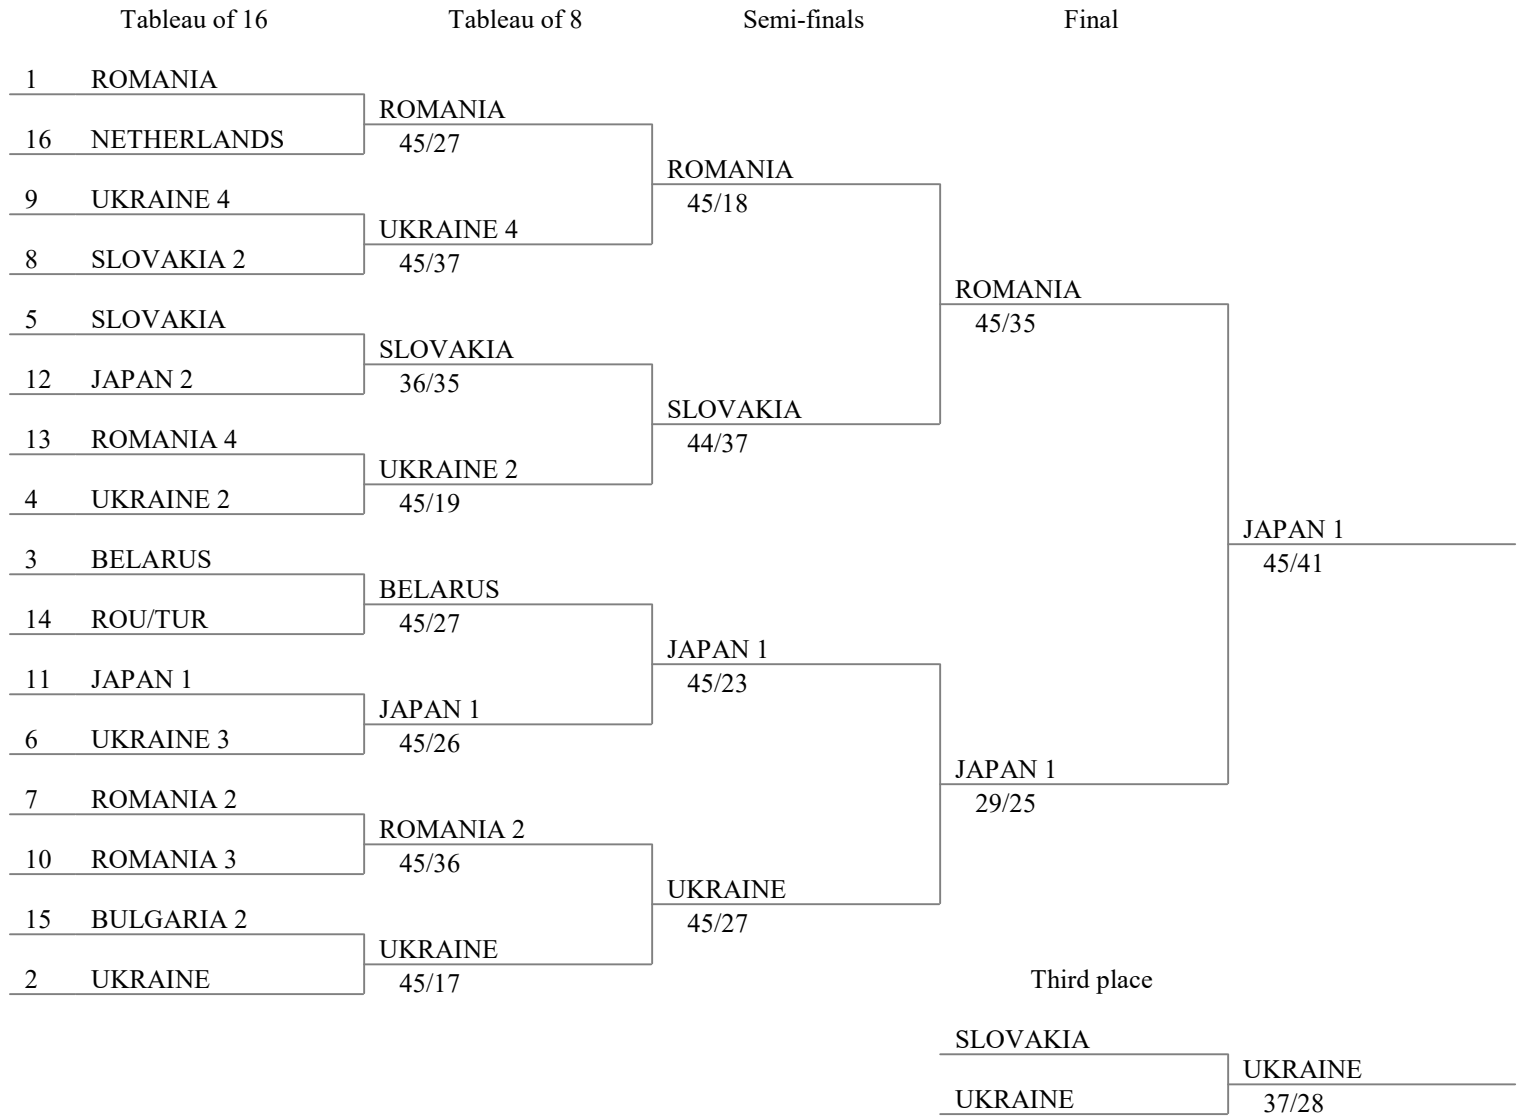 Tableau of 16 Tableau of 8 Semi-finals Final
1 ROMANIA
ROMANIA
16 NETHERLANDS 45/27
ROMANIA
9 UKRAINE 4 45/18
UKRAINE 4
8 SLOVAKIA 2 45/37
ROMANIA
5 SLOVAKIA 45/35
SLOVAKIA
12 JAPAN 2 36/35
SLOVAKIA
13 ROMANIA 4 44/37
UKRAINE 2
4 UKRAINE 2 45/19
JAPAN 1
3 BELARUS 45/41
BELARUS
14 ROU/TUR 45/27
JAPAN 1
11 JAPAN 1 45/23
JAPAN 1
6 UKRAINE 3 45/26
JAPAN 1
7 ROMANIA 2 29/25
ROMANIA 2
10 ROMANIA 3 45/36
UKRAINE
15 BULGARIA 2 45/27
UKRAINE
2 UKRAINE 45/17 Third place
SLOVAKIA
UKRAINE
UKRAINE 37/28